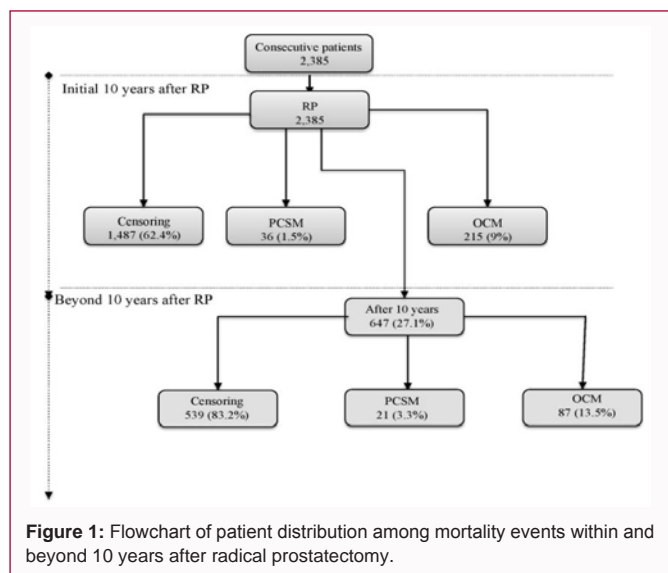 Consecutive patients
2,385
Initial 10 years after RP
RP
2,385
Censoring
1,487 (62.4%)
PCSM
36 (1.5%)
OCM
215 (9%)
Beyond 10 years after RP
After 10 years
647 (27.1%)
Censoring
539 (83.2%)
PCSM
21 (3.3%)
OCM
87 (13.5%)
Figure 1: Flowchart of patient distribution among mortality events within and
beyond 10 years after radical prostatectomy.